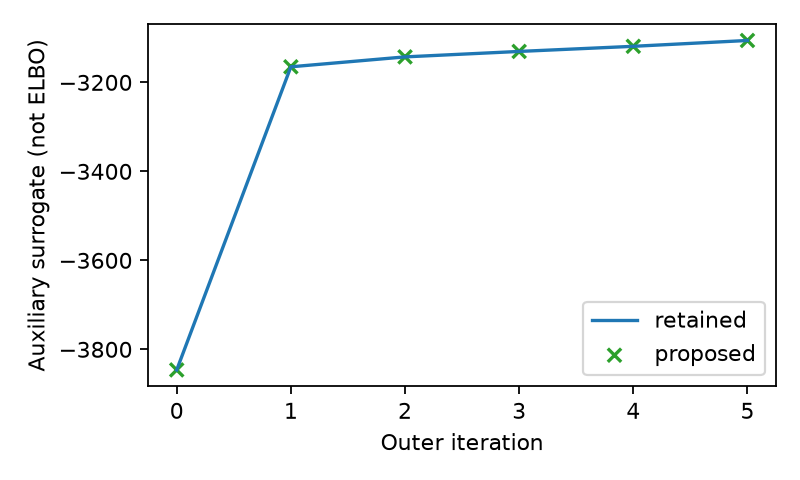 Auxiliary surrogate (not ELBO)
−3200
−3400
−3600
−3800
retained
proposed
0 1 2 3 4 5
Outer iteration